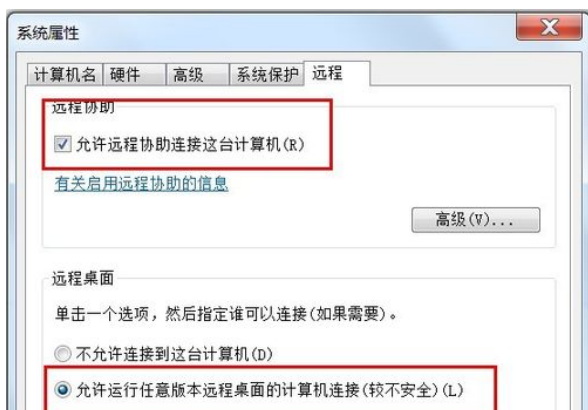 系统属性
计算机名 硬件 高级 系统保护 远程
远程协助
允许远程协助连接这台计算机(R)
有关启用远程协助的信息
高级(V)...
远程桌面
单击一个选项，然后指定谁可以连接(如果需要)。
不允许连接到这台计算机(D)
允许运行任意版本远程桌面的计算机连接(较不安全)(L)